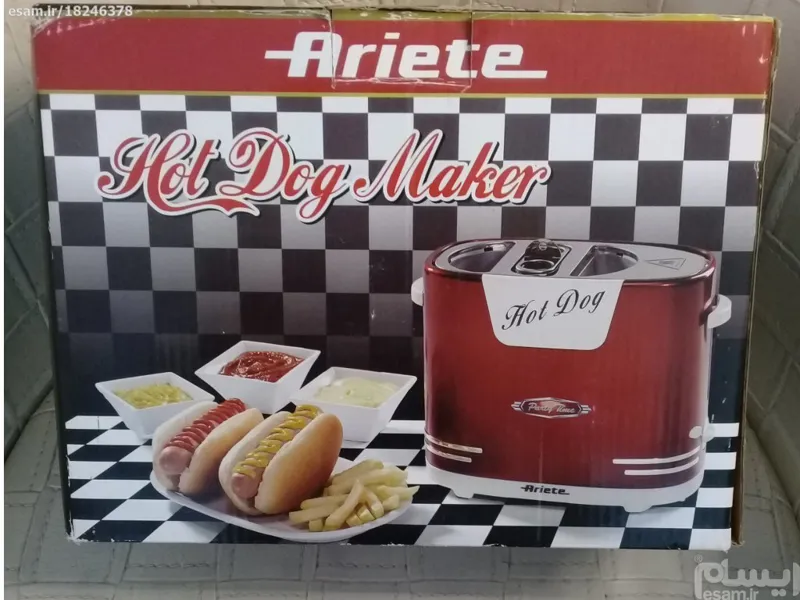 esam.ir/18246378
Ariete
Hot Dog Maker
Hot Dog
Party Time
Ariete
ایسام
esam.ir